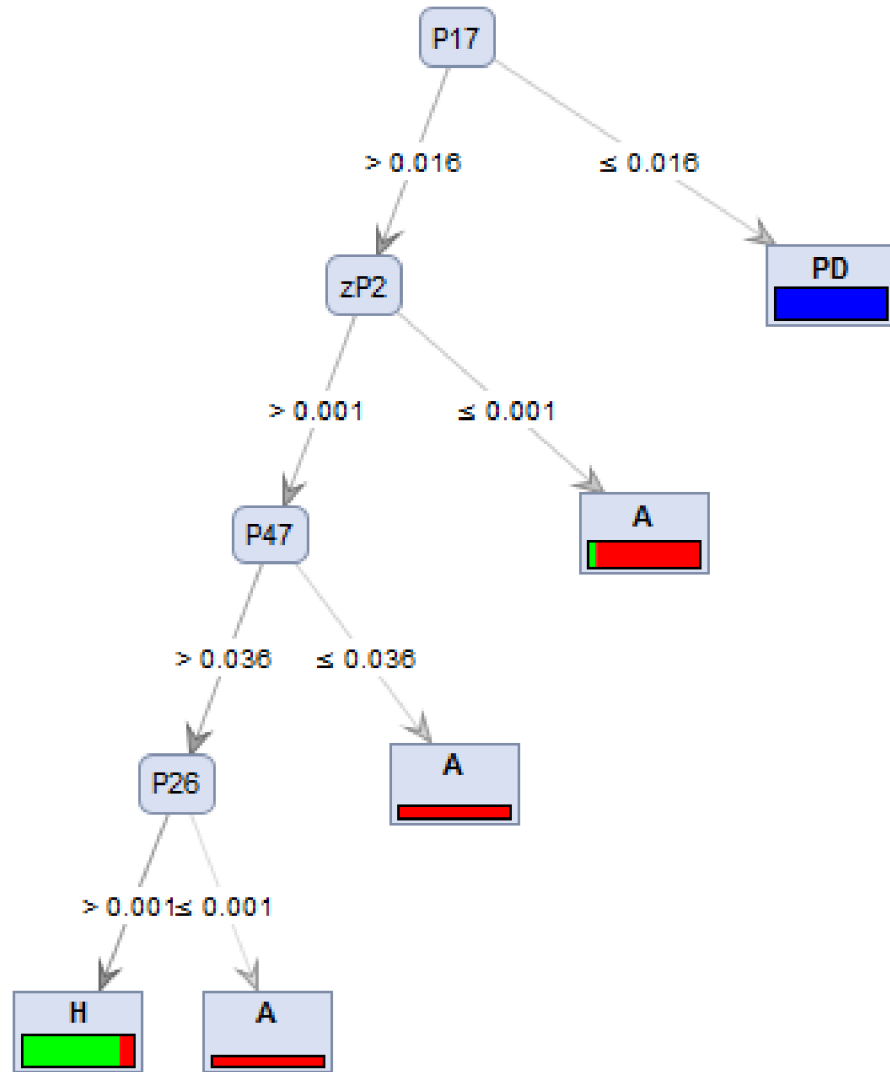 P17
> 0.016
≤ 0.016
zP2
PD
> 0.001
≤ 0.001
P47
A
> 0.036
≤ 0.036
P26
A
> 0.001
≤ 0.001
H
A